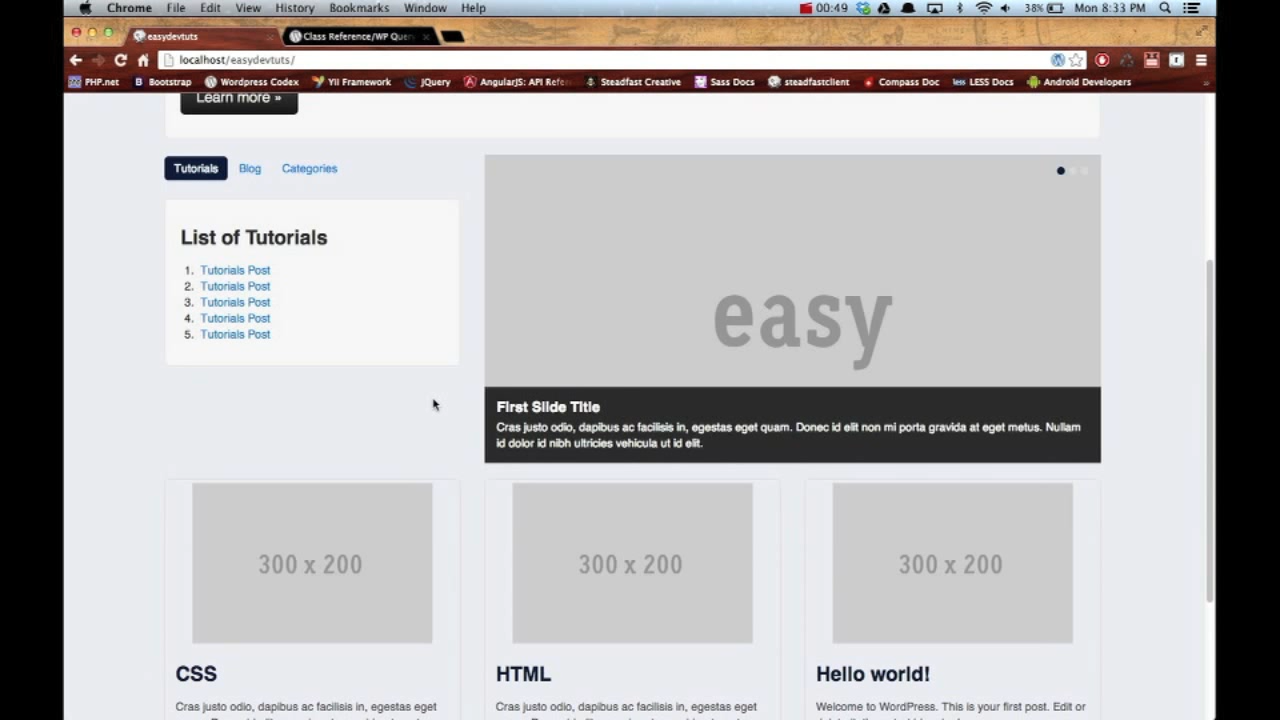 Chrome File Edit View History Bookmarks Window Help 00:49 38% Mon 8:33 PM
easydevtuts Class Reference/WP Quer
localhost/easydevtuts/
PHP.net Bootstrap Wordpress Codex YII Framework JQuery AngularJS: API Refere Steadfast Creative Sass Docs steadfastclient Compass Doc less LESS Docs Android Developers »
Learn more »
Tutorials Blog Categories
List of Tutorials
1. Tutorials Post
2. Tutorials Post
3. Tutorials Post
4. Tutorials Post
5. Tutorials Post
easy
First Slide Title
Cras justo odio, dapibus ac facilisis in, egestas eget quam. Donec id elit non mi porta gravida at eget metus. Nullam
id dolor id nibh ultricies vehicula ut id elit.
300 x 200 300 x 200 300 x 200
CSS HTML Hello world!
Cras justo odio, dapibus ac facilisis in, egestas eget Cras justo odio, dapibus ac facilisis in, egestas eget Welcome to WordPress. This is your first post. Edit or